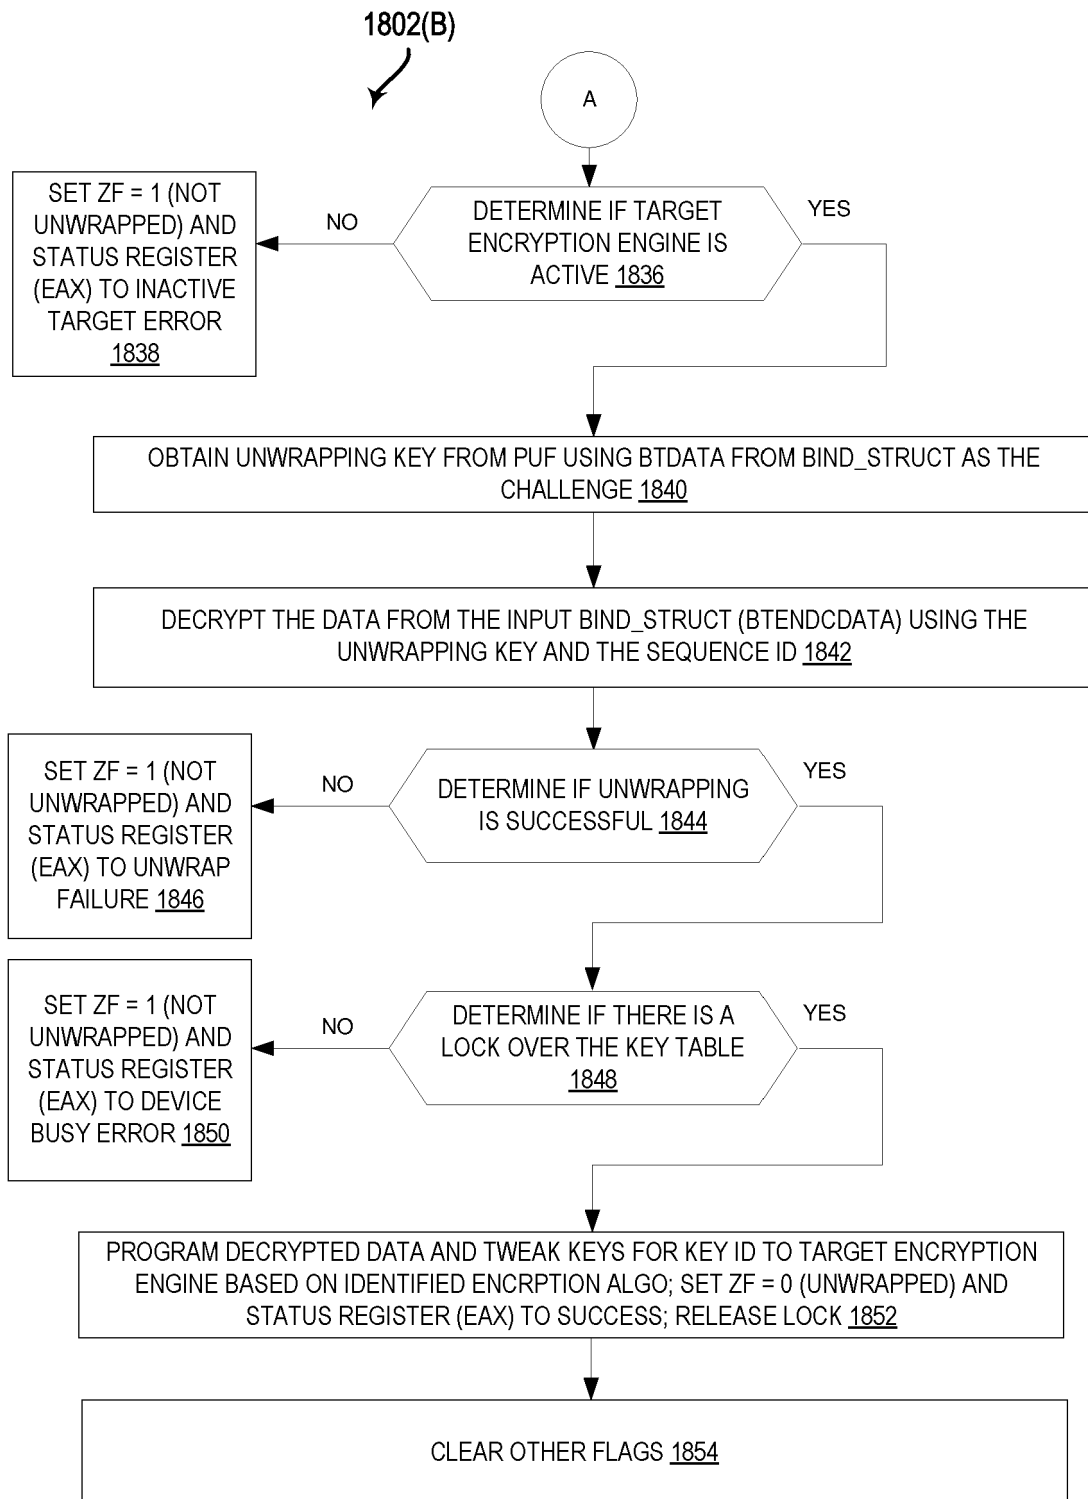 1802(B)
A
DETERMINE IF TARGET
ENCRYPTION ENGINE IS
ACTIVE 1836
NO
YES
SET ZF = 1 (NOT
UNWRAPPED) AND
STATUS REGISTER
(EAX) TO INACTIVE
TARGET ERROR
1838
OBTAIN UNWRAPPING KEY FROM PUF USING BTDATA FROM BIND_STRUCT AS THE
CHALLENGE 1840
DECRYPT THE DATA FROM THE INPUT BIND_STRUCT (BTENDCDATA) USING THE
UNWRAPPING KEY AND THE SEQUENCE ID 1842
DETERMINE IF UNWRAPPING
IS SUCCESSFUL 1844
NO
YES
SET ZF = 1 (NOT
UNWRAPPED) AND
STATUS REGISTER
(EAX) TO UNWRAP
FAILURE 1846
DETERMINE IF THERE IS A
LOCK OVER THE KEY TABLE
1848
NO
YES
SET ZF = 1 (NOT
UNWRAPPED) AND
STATUS REGISTER
(EAX) TO DEVICE
BUSY ERROR 1850
PROGRAM DECRYPTED DATA AND TWEAK KEYS FOR KEY ID TO TARGET ENCRYPTION
ENGINE BASED ON IDENTIFIED ENCRPTION ALGO; SET ZF = 0 (UNWRAPPED) AND
STATUS REGISTER (EAX) TO SUCCESS; RELEASE LOCK 1852
CLEAR OTHER FLAGS 1854